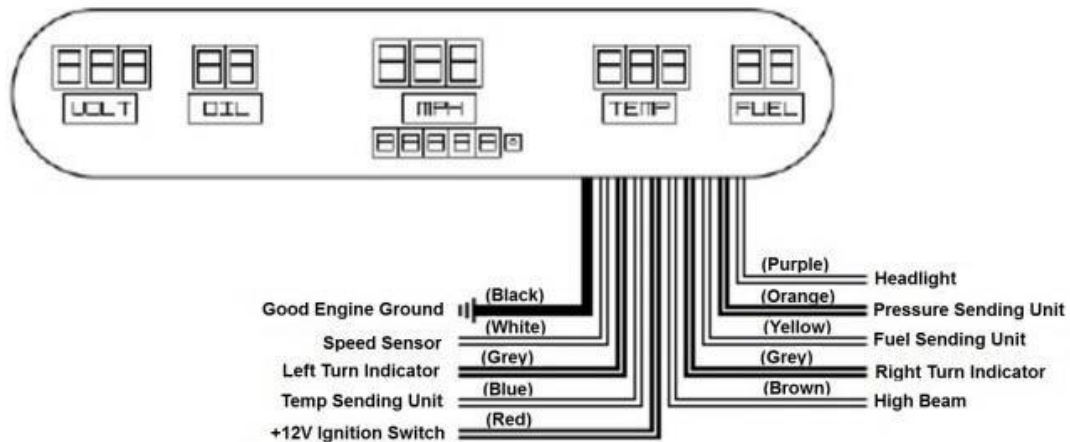 VOLT OIL MPH TEMP FUEL
(Purple) Headlight
Good Engine Ground (Black)
(Orange) Pressure Sending Unit
Speed Sensor (White)
(Yellow) Fuel Sending Unit
Left Turn Indicator (Grey)
(Grey) Right Turn Indicator
Temp Sending Unit (Blue)
(Brown) High Beam
+12V Ignition Switch (Red)